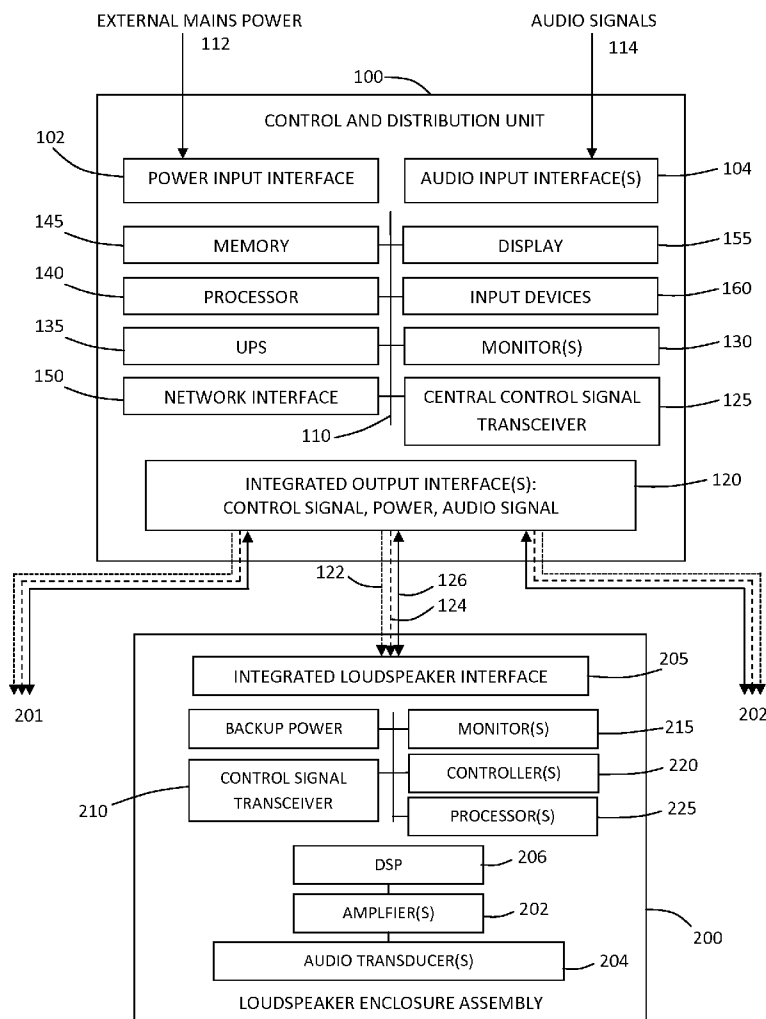 EXTERNAL MAINS POWER
112
AUDIO SIGNALS
114
100
CONTROL AND DISTRIBUTION UNIT
102
POWER INPUT INTERFACE
AUDIO INPUT INTERFACE(S)
104
145
MEMORY
DISPLAY
155
140
PROCESSOR
INPUT DEVICES
160
135
UPS
MONITOR(S)
130
150
NETWORK INTERFACE
CENTRAL CONTROL SIGNAL
TRANSCEIVER
125
110
INTEGRATED OUTPUT INTERFACE(S):
CONTROL SIGNAL, POWER, AUDIO SIGNAL
120
122
126
124
201
202
INTEGRATED LOUDSPEAKER INTERFACE
205
BACKUP POWER
MONITOR(S)
215
210
CONTROL SIGNAL
TRANSCEIVER
CONTROLLER(S)
220
PROCESSOR(S)
225
DSP
206
AMPLFIER(S)
202
200
AUDIO TRANSDUCER(S)
204
LOUDSPEAKER ENCLOSURE ASSEMBLY